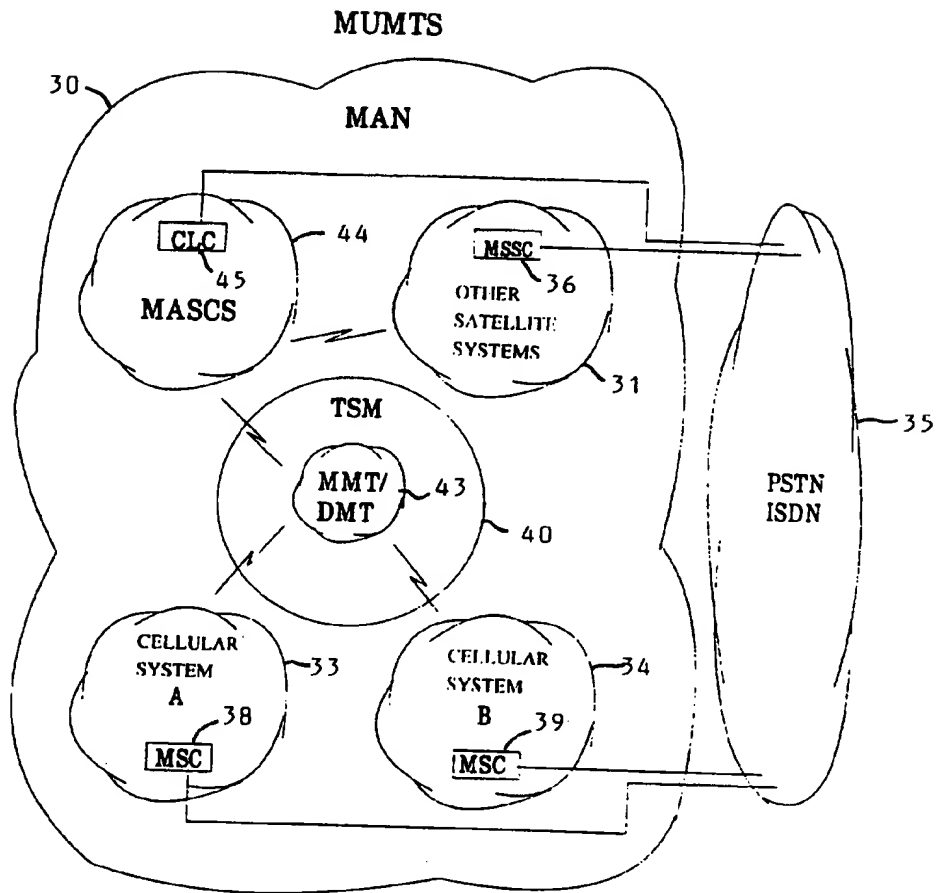 MUMTS
30
MAN
CLC
44
45
MASCS
MSSC
36
OTHER
SATELLITE
SYSTEMS
31
TSM
MMT/
DMT
43
40
35
PSTN
ISDN
CELLULAR
SYSTEM
A
33
38
MSC
CELLULAR
SYSTEM
B
34
39
MSC